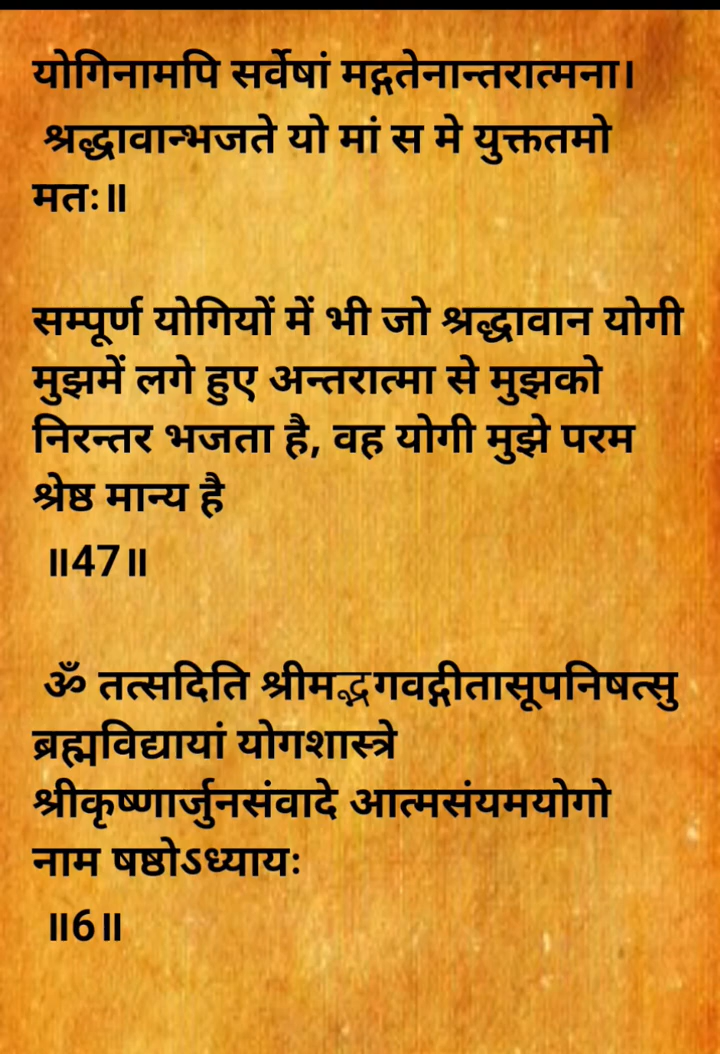 योगिनामपि सर्वेषां मद्गतेनान्तरात्मना।
श्रद्धावान्भजते यो मां स मे युक्ततमो
मतः॥
सम्पूर्ण योगियों में भी जो श्रद्धावान योगी
मुझमें लगे हुए अन्तरात्मा से मुझको
निरन्तर भजता है, वह योगी मुझे परम
श्रेष्ठ मान्य है
॥47॥
ॐ तत्सदिति श्रीमद्भगवद्गीतासूपनिषत्सु
ब्रह्मविद्यायां योगशास्त्रे
श्रीकृष्णार्जुनसंवादे आत्मसंयमयोगो
नाम षष्ठोऽध्यायः
॥6॥